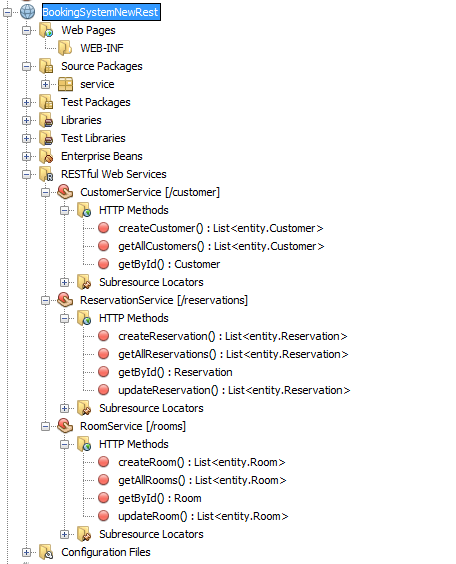 BookingSystemNewRest
Web Pages
WEB-INF
Source Packages
service
Test Packages
Libraries
Test Libraries
Enterprise Beans
RESTful Web Services
CustomerService [/customer]
HTTP Methods
createCustomer() : List<entity.Customer>
getAllCustomers() : List<entity.Customer>
getById() : Customer
Subresource Locators
ReservationService [/reservations]
HTTP Methods
createReservation() : List<entity.Reservation>
getAllReservations() : List<entity.Reservation>
getById() : Reservation
updateReservation() : List<entity.Reservation>
Subresource Locators
RoomService [/rooms]
HTTP Methods
createRoom() : List<entity.Room>
getAllRooms() : List<entity.Room>
getById() : Room
updateRoom() : List<entity.Room>
Subresource Locators
Configuration Files